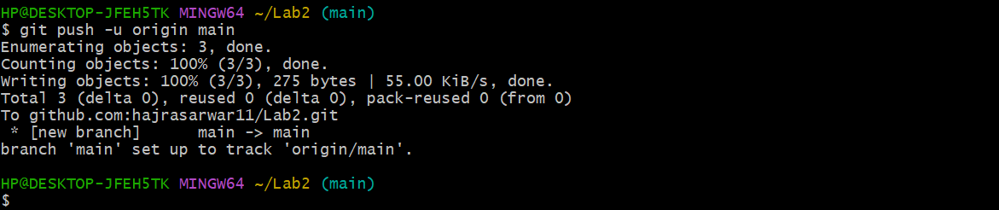 HP@DESKTOP-JFEH5TK MINGW64 ~/Lab2 (main)
$ git push -u origin main
Enumerating objects: 3, done.
Counting objects: 100% (3/3), done.
Writing objects: 100% (3/3), 275 bytes | 55.00 KiB/s, done.
Total 3 (delta 0), reused 0 (delta 0), pack-reused 0 (from 0)
To github.com:hajrasarwar11/Lab2.git
 * [new branch]      main -> main
branch 'main' set up to track 'origin/main'.
HP@DESKTOP-JFEH5TK MINGW64 ~/Lab2 (main)
$